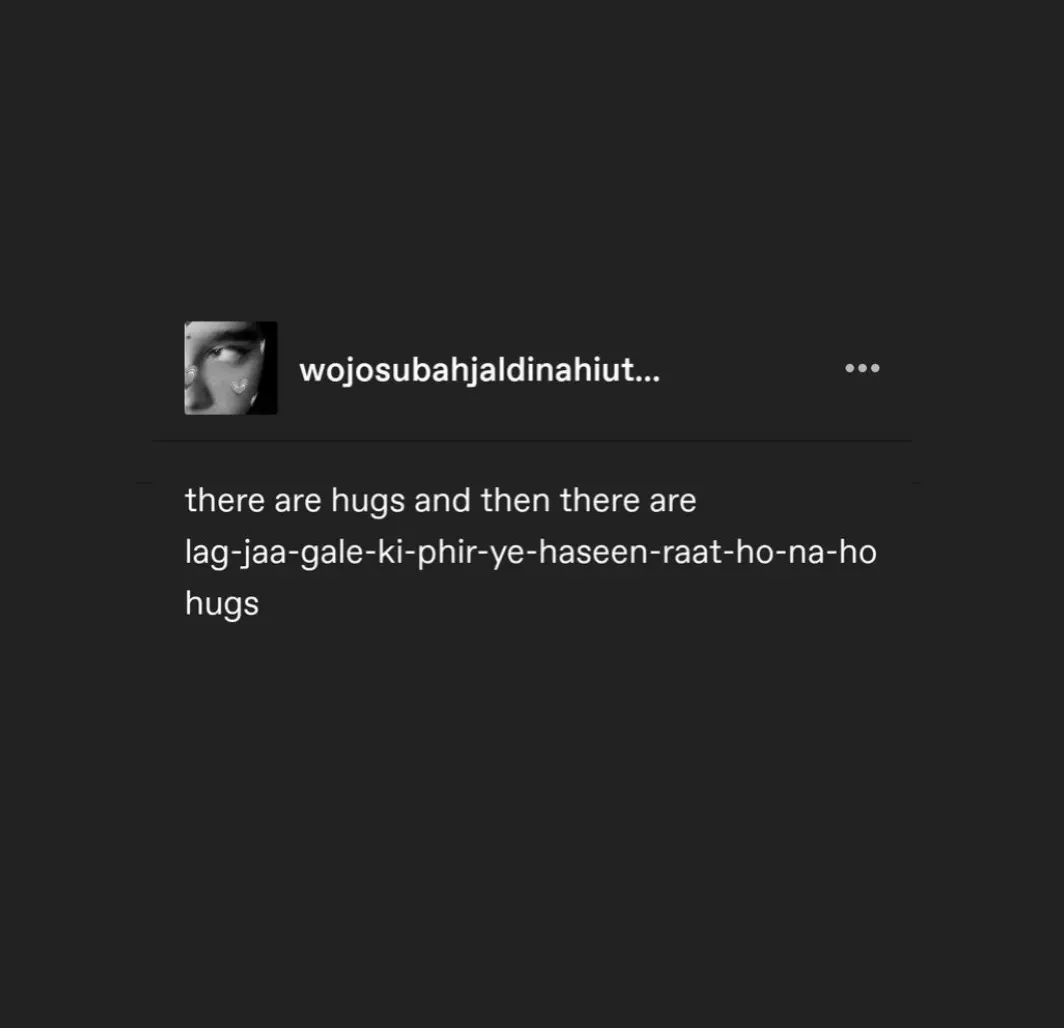 wojosubahjaldinahiut...
there are hugs and then there are
lag-jaa-gale-ki-phir-ye-haseen-raat-ho-na-ho
hugs